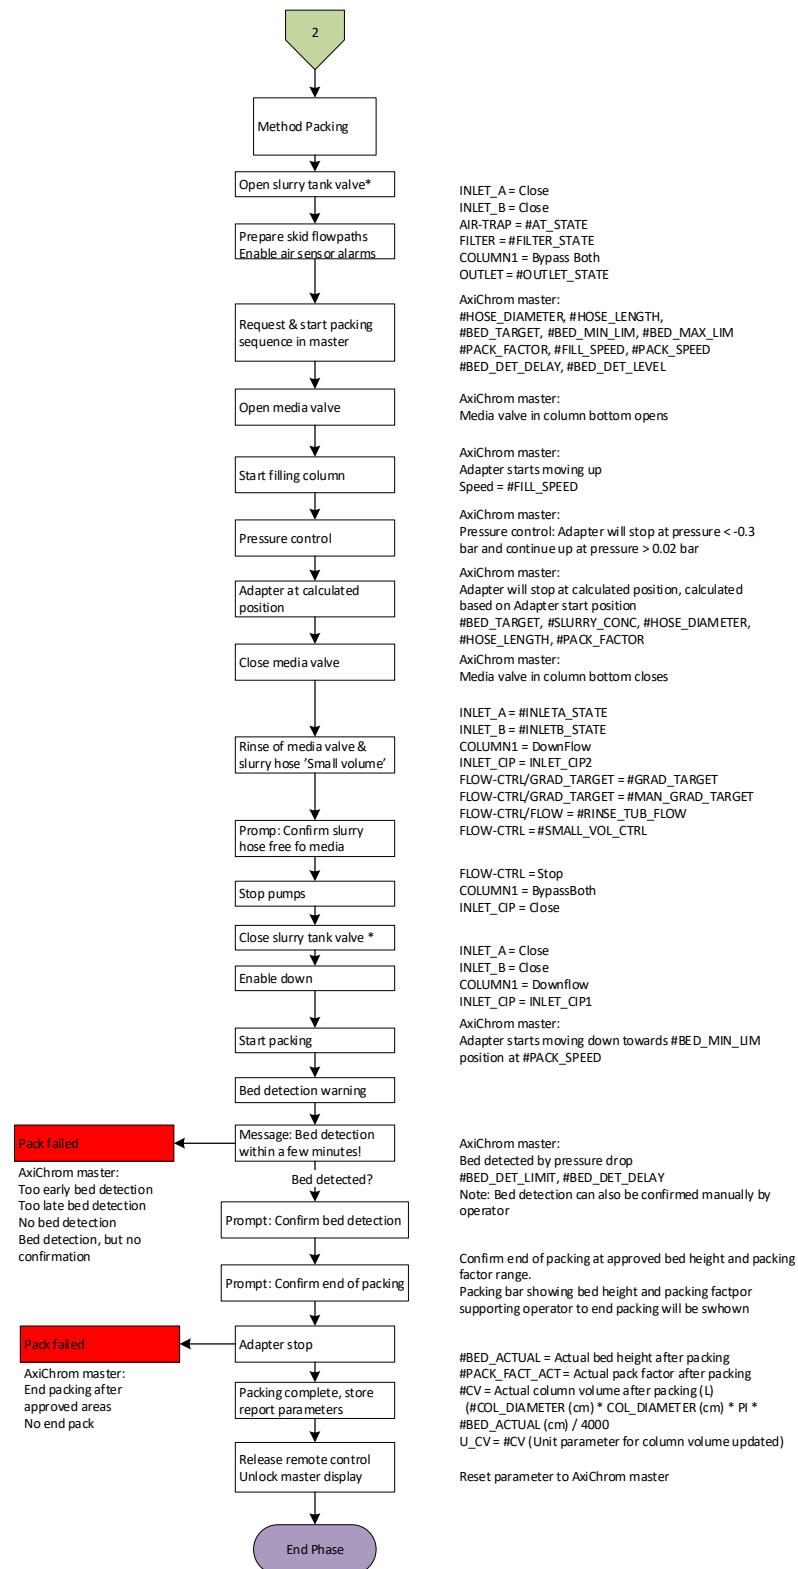 2
Method Packing
Open slurry tank valve*
INLET_A = Close
INLET_B = Close
AIR-TRAP = #AT_STATE
FILTER = #FILTER_STATE
COLUMN1 = Bypass Both
OUTLET = #OUTLET_STATE
Prepare skid flowpaths
Enable air sensor alarms
Request & start packing
sequence in master
AxiChrom master:
#HOSE_DIAMETER, #HOSE_LENGTH,
#BED_TARGET, #BED_MIN_LIM, #BED_MAX_LIM
#PACK_FACTOR, #FILL_SPEED, #PACK_SPEED
#BED_DET_DELAY, #BED_DET_LEVEL
Open media valve
AxiChrom master:
Media valve in column bottom opens
Start filling column
AxiChrom master:
Adapter starts moving up
Speed = #FILL_SPEED
Pressure control
AxiChrom master:
Pressure control: Adapter will stop at pressure < -0.3
bar and continue up at pressure > 0.02 bar
Adapter at calculated
position
AxiChrom master:
Adapter will stop at calculated position, calculated
based on Adapter start position
#BED_TARGET, #SLURRY_CONC, #HOSE_DIAMETER,
#HOSE_LENGTH, #PACK_FACTOR
Close media valve
AxiChrom master:
Media valve in column bottom closes
Rinse of media valve &
slurry hose ’Small volume’
INLET_A = #INLETA_STATE
INLET_B = #INLETB_STATE
COLUMN1 = DownFlow
INLET_CIP = INLET_CIP2
FLOW-CTRL/GRAD_TARGET = #GRAD_TARGET
FLOW-CTRL/GRAD_TARGET = #MAN_GRAD_TARGET
FLOW-CTRL/FLOW = #RINSE_TUB_FLOW
FLOW-CTRL = #SMALL_VOL_CTRL
Promp: Confirm slurry
hose free fo media
Stop pumps
FLOW-CTRL = Stop
COLUMN1 = BypassBoth
INLET_CIP = Close
Close slurry tank valve *
Enable down
INLET_A = Close
INLET_B = Close
COLUMN1 = Downflow
INLET_CIP = INLET_CIP1
Start packing
AxiChrom master:
Adapter starts moving down towards #BED_MIN_LIM
position at #PACK_SPEED
Bed detection warning
Message: Bed detection
within a few minutes!
Pack failed
AxiChrom master:
Too early bed detection
Too late bed detection
No bed detection
Bed detection, but no
confirmation
Bed detected?
AxiChrom master:
Bed detected by pressure drop
#BED_DET_LIMIT, #BED_DET_DELAY
Note: Bed detection can also be confirmed manually by
operator
Prompt: Confirm bed detection
Prompt: Confirm end of packing
Confirm end of packing at approved bed height and packing
factor range.
Packing bar showing bed height and packing factpor
supporting operator to end packing will be swhown
Adapter stop
Pack failed
AxiChrom master:
End packing after
approved areas
No end pack
Packing complete, store
report parameters
#BED_ACTUAL = Actual bed height after packing
#PACK_FACT_ACT = Actual pack factor after packing
#CV = Actual column volume after packing (L)
(#COL_DIAMETER (cm) * COL_DIAMETER (cm) * PI *
#BED_ACTUAL (cm) / 4000
U_CV = #CV (Unit parameter for column volume updated)
Release remote control
Unlock master display
Reset parameter to AxiChrom master
End Phase